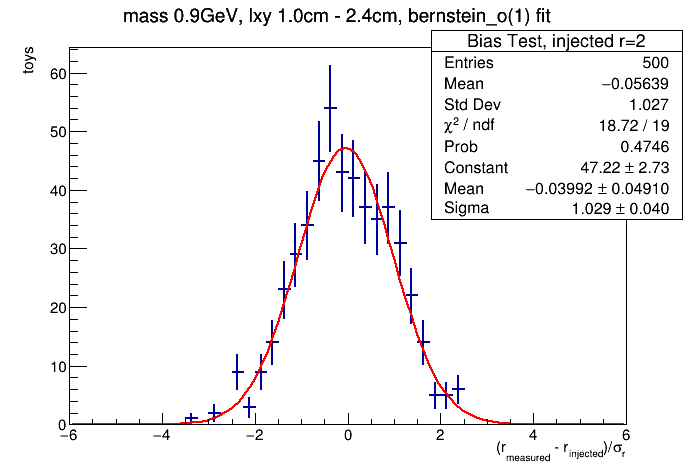 mass 0.9GeV, lxy 1.0cm - 2.4cm, bernstein_o(1) fit
Bias Test, injected r=2
Entries 500
Mean −0.05639
Std Dev 1.027
χ² / ndf 18.72 / 19
Prob 0.4746
Constant 47.22 ± 2.73
Mean −0.03992 ± 0.04910
Sigma 1.029 ± 0.040
toys
60
50
40
30
20
10
0
−6 −4 −2 0 2 4 6
(r_measured - r_injected)/σ_r